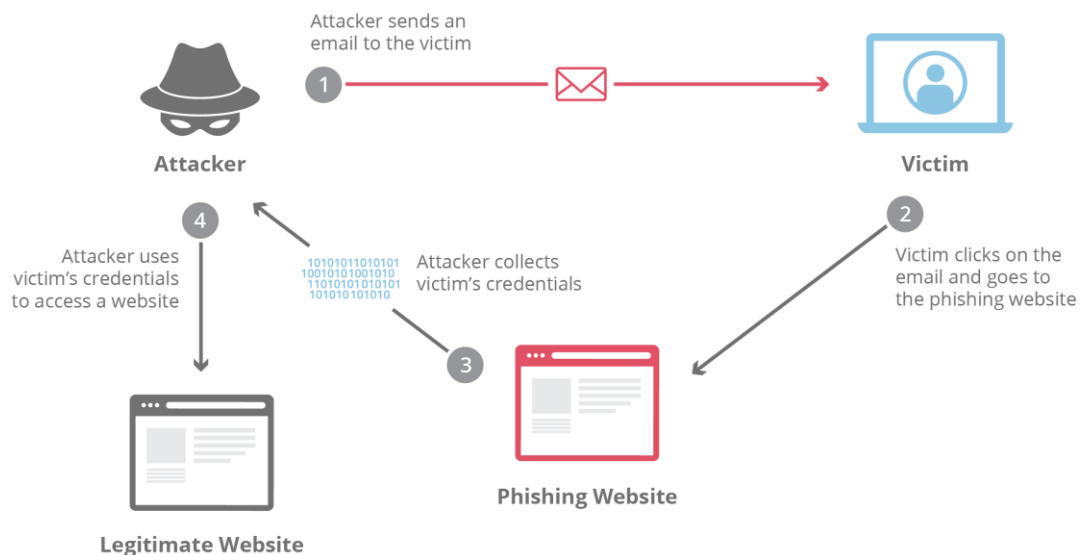 Attacker sends an
email to the victim
1
Attacker
Victim
4
2
Attacker uses
victim's credentials
to access a website
10101011010101
10010101001010
11010101010101
101010101010
Attacker collects
victim's credentials
Victim clicks on the
email and goes to
the phishing website
3
Phishing Website
Legitimate Website